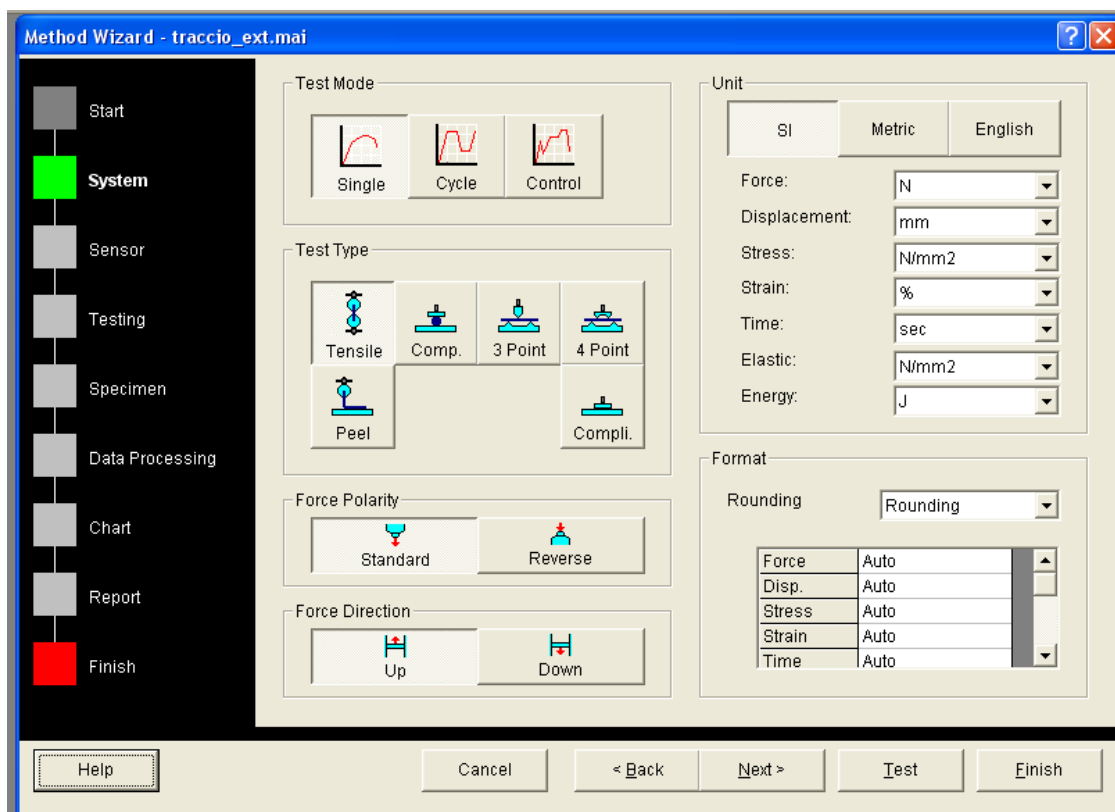 Method Wizard - traccio_ext.mai
Start
System
Sensor
Testing
Specimen
Data Processing
Chart
Report
Finish
Test Mode
Single Cycle Control
Test Type
Tensile Comp. 3 Point 4 Point
Peel Compli.
Force Polarity
Standard Reverse
Force Direction
Up Down
Unit
SI Metric English
Force: N
Displacement: mm
Stress: N/mm2
Strain: %
Time: sec
Elastic: N/mm2
Energy: J
Format
Rounding Rounding
Force Auto
Disp. Auto
Stress Auto
Strain Auto
Time Auto
Help Cancel < Back Next > Test Finish